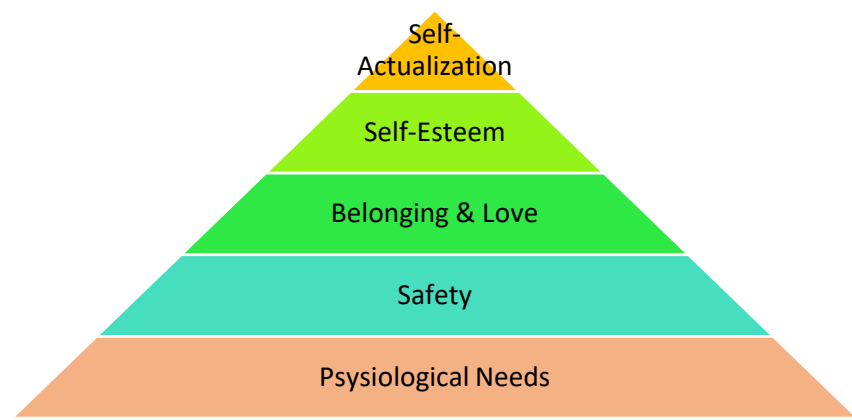 Self-
Actualization
Self-Esteem
Belonging & Love
Safety
Psysiological Needs